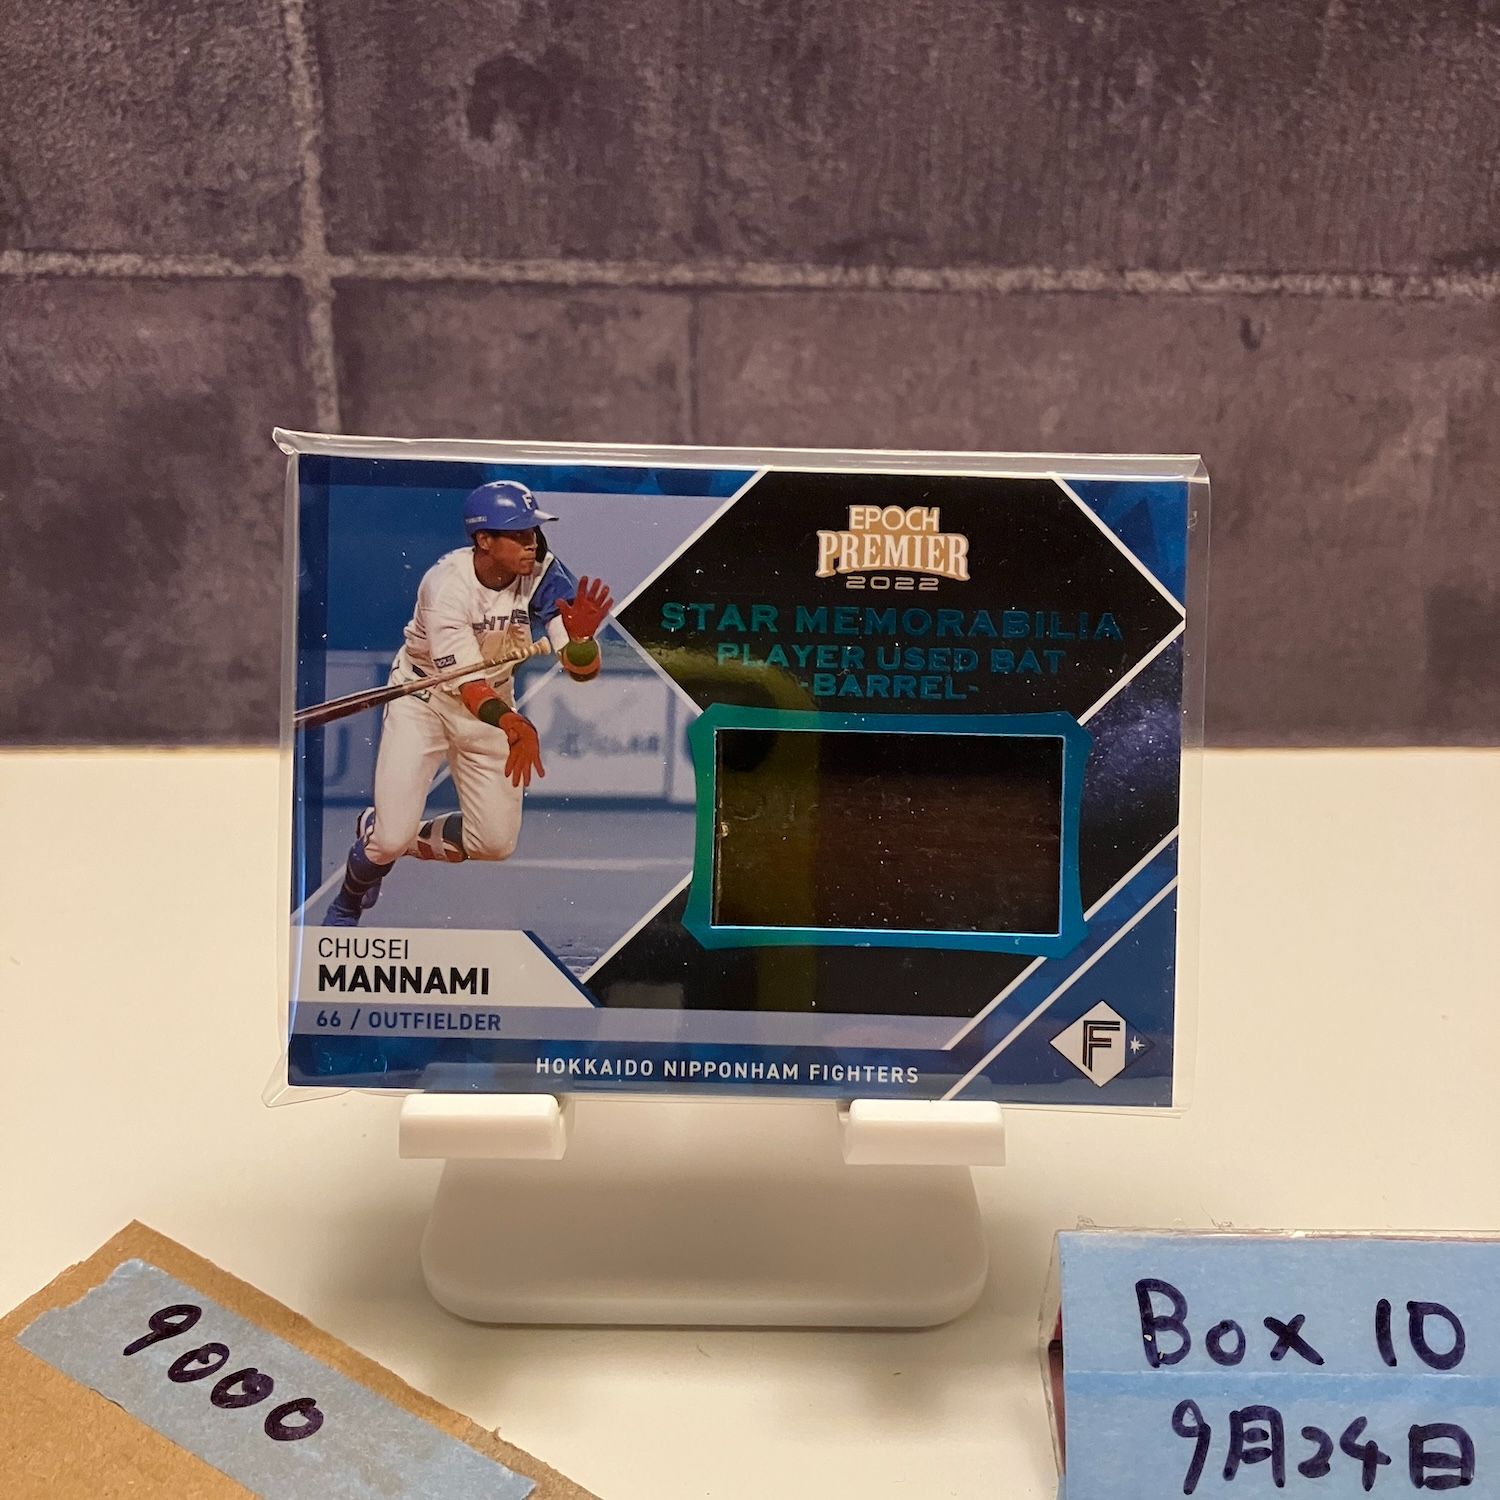 EPOCH
PREMIER
2022
STAR MEMORABILIA
PLAYER USED BAT
-BARREL-
F
CHUSEI
MANNAMI
66 / OUTFIELDER
HOKKAIDO NIPPONHAM FIGHTERS
F
9000
Box 10
9月24日